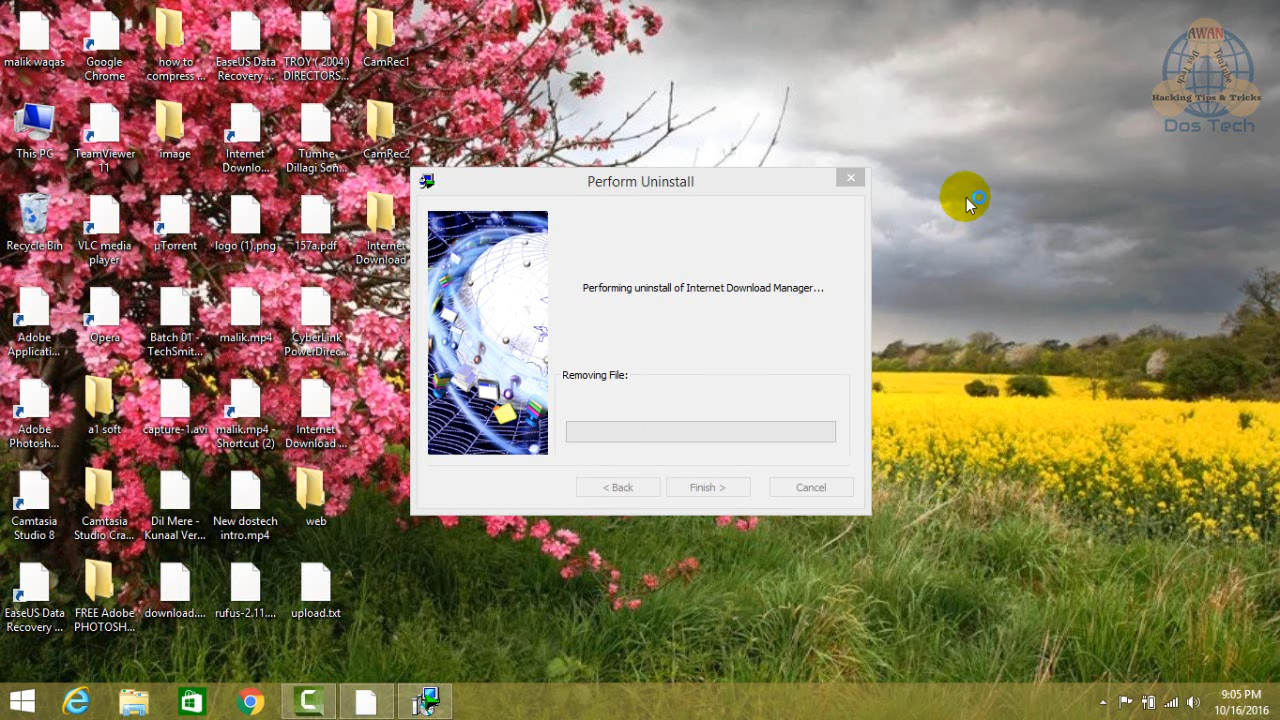 malik waqas
Google
Chrome
how to
compress ...
EaseUS Data
Recovery ...
TROY ( 2004 )
DIRECTORS...
CamRec1
This PC
TeamViewer
11
image
Internet
Downlo...
Tumhe
Dillagi Son...
CamRec2
Recycle Bin
VLC media
player
µTorrent
logo (1).png
157a.pdf
Internet
Download
Adobe
Applicati...
Opera
Batch 01 -
TechSmit...
malik.mp4
CyberLink
PowerDirec...
Adobe
Photosh...
a1 soft
capture-1.avi
malik.mp4 -
Shortcut (2)
Internet
Download ...
Camtasia
Studio 8
Camtasia
Studio Cra...
Dil Mere -
Kunaal Ver...
New dostech
intro.mp4
web
EaseUS Data
Recovery ...
FREE Adobe
PHOTOSH...
download....
rufus-2.11....
upload.txt
Perform Uninstall
Performing uninstall of Internet Download Manager...
Removing File:
< Back
Finish >
Cancel
AWAN
Hacking Tips & Tricks
Dos Tech
9:05 PM
10/16/2016